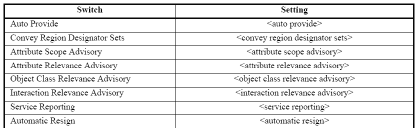 Switch Setting
Auto Provide <auto provide>
Convey Region Designator Sets <convey region designator sets>
Attribute Scope Advisory <attribute scope advisory>
Attribute Relevance Advisory <attribute relevance advisory>
Object Class Relevance Advisory <object class relevance advisory>
Interaction Relevance Advisory <interaction relevance advisory>
Service Reporting <service reporting>
Automatic Resign <automatic resign>